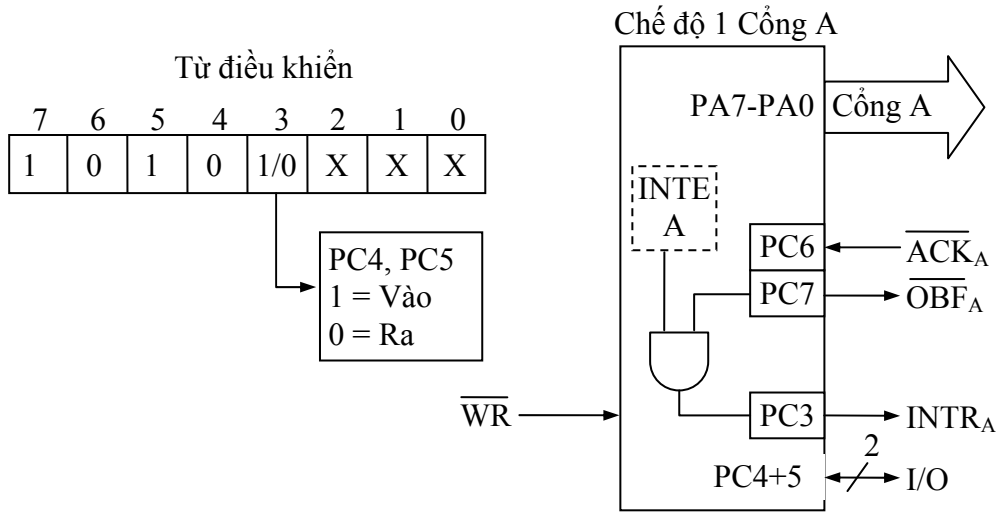 Chế độ 1 Cổng A
Từ điều khiển
7 6 5 4 3 2 1 0
1 0 1 0 1/0 X X X
PC4, PC5
1 = Vào
0 = Ra
PA7-PA0
Cổng A
INTE
A
PC6
ACK̅A
PC7
OBF̅A
WR̅
PC3
INTRA
PC4+5
2
I/O